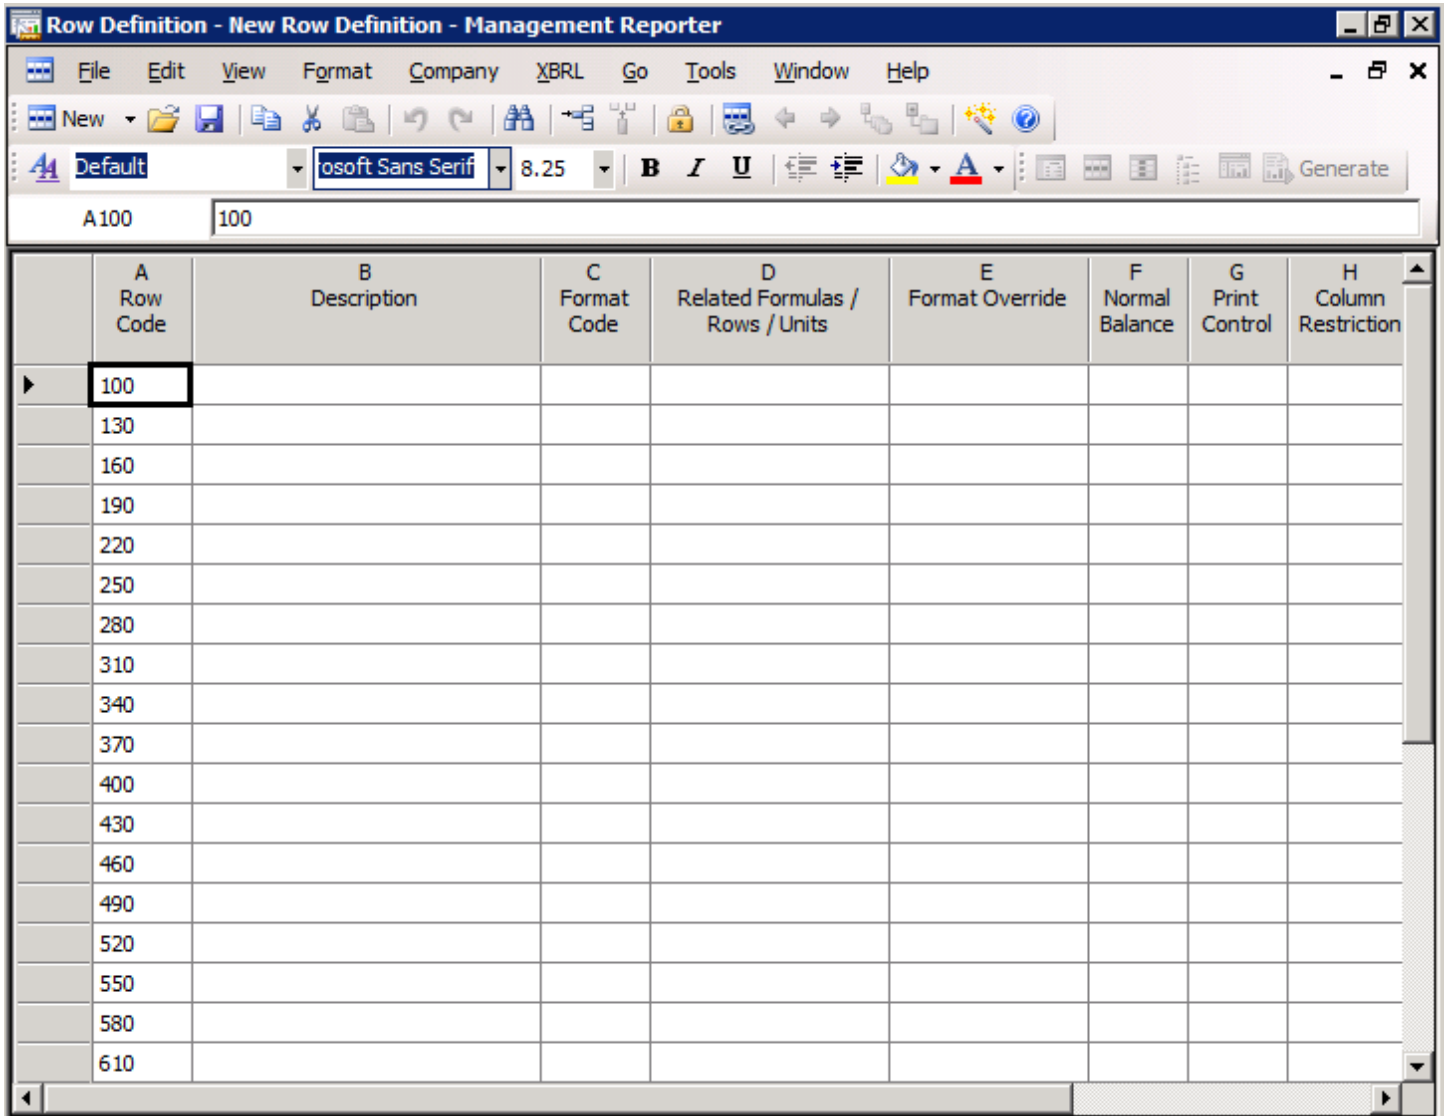 Row Definition - New Row Definition - Management Reporter
File Edit View Format Company XBRL Go Tools Window Help
New
Default osoft Sans Serif 8.25 B I U A Generate
A100 100
A B C D E F G H
Row Description Format Related Formulas / Format Override Normal Print Column
Code Code Rows / Units Balance Control Restriction
100
130
160
190
220
250
280
310
340
370
400
430
460
490
520
550
580
610